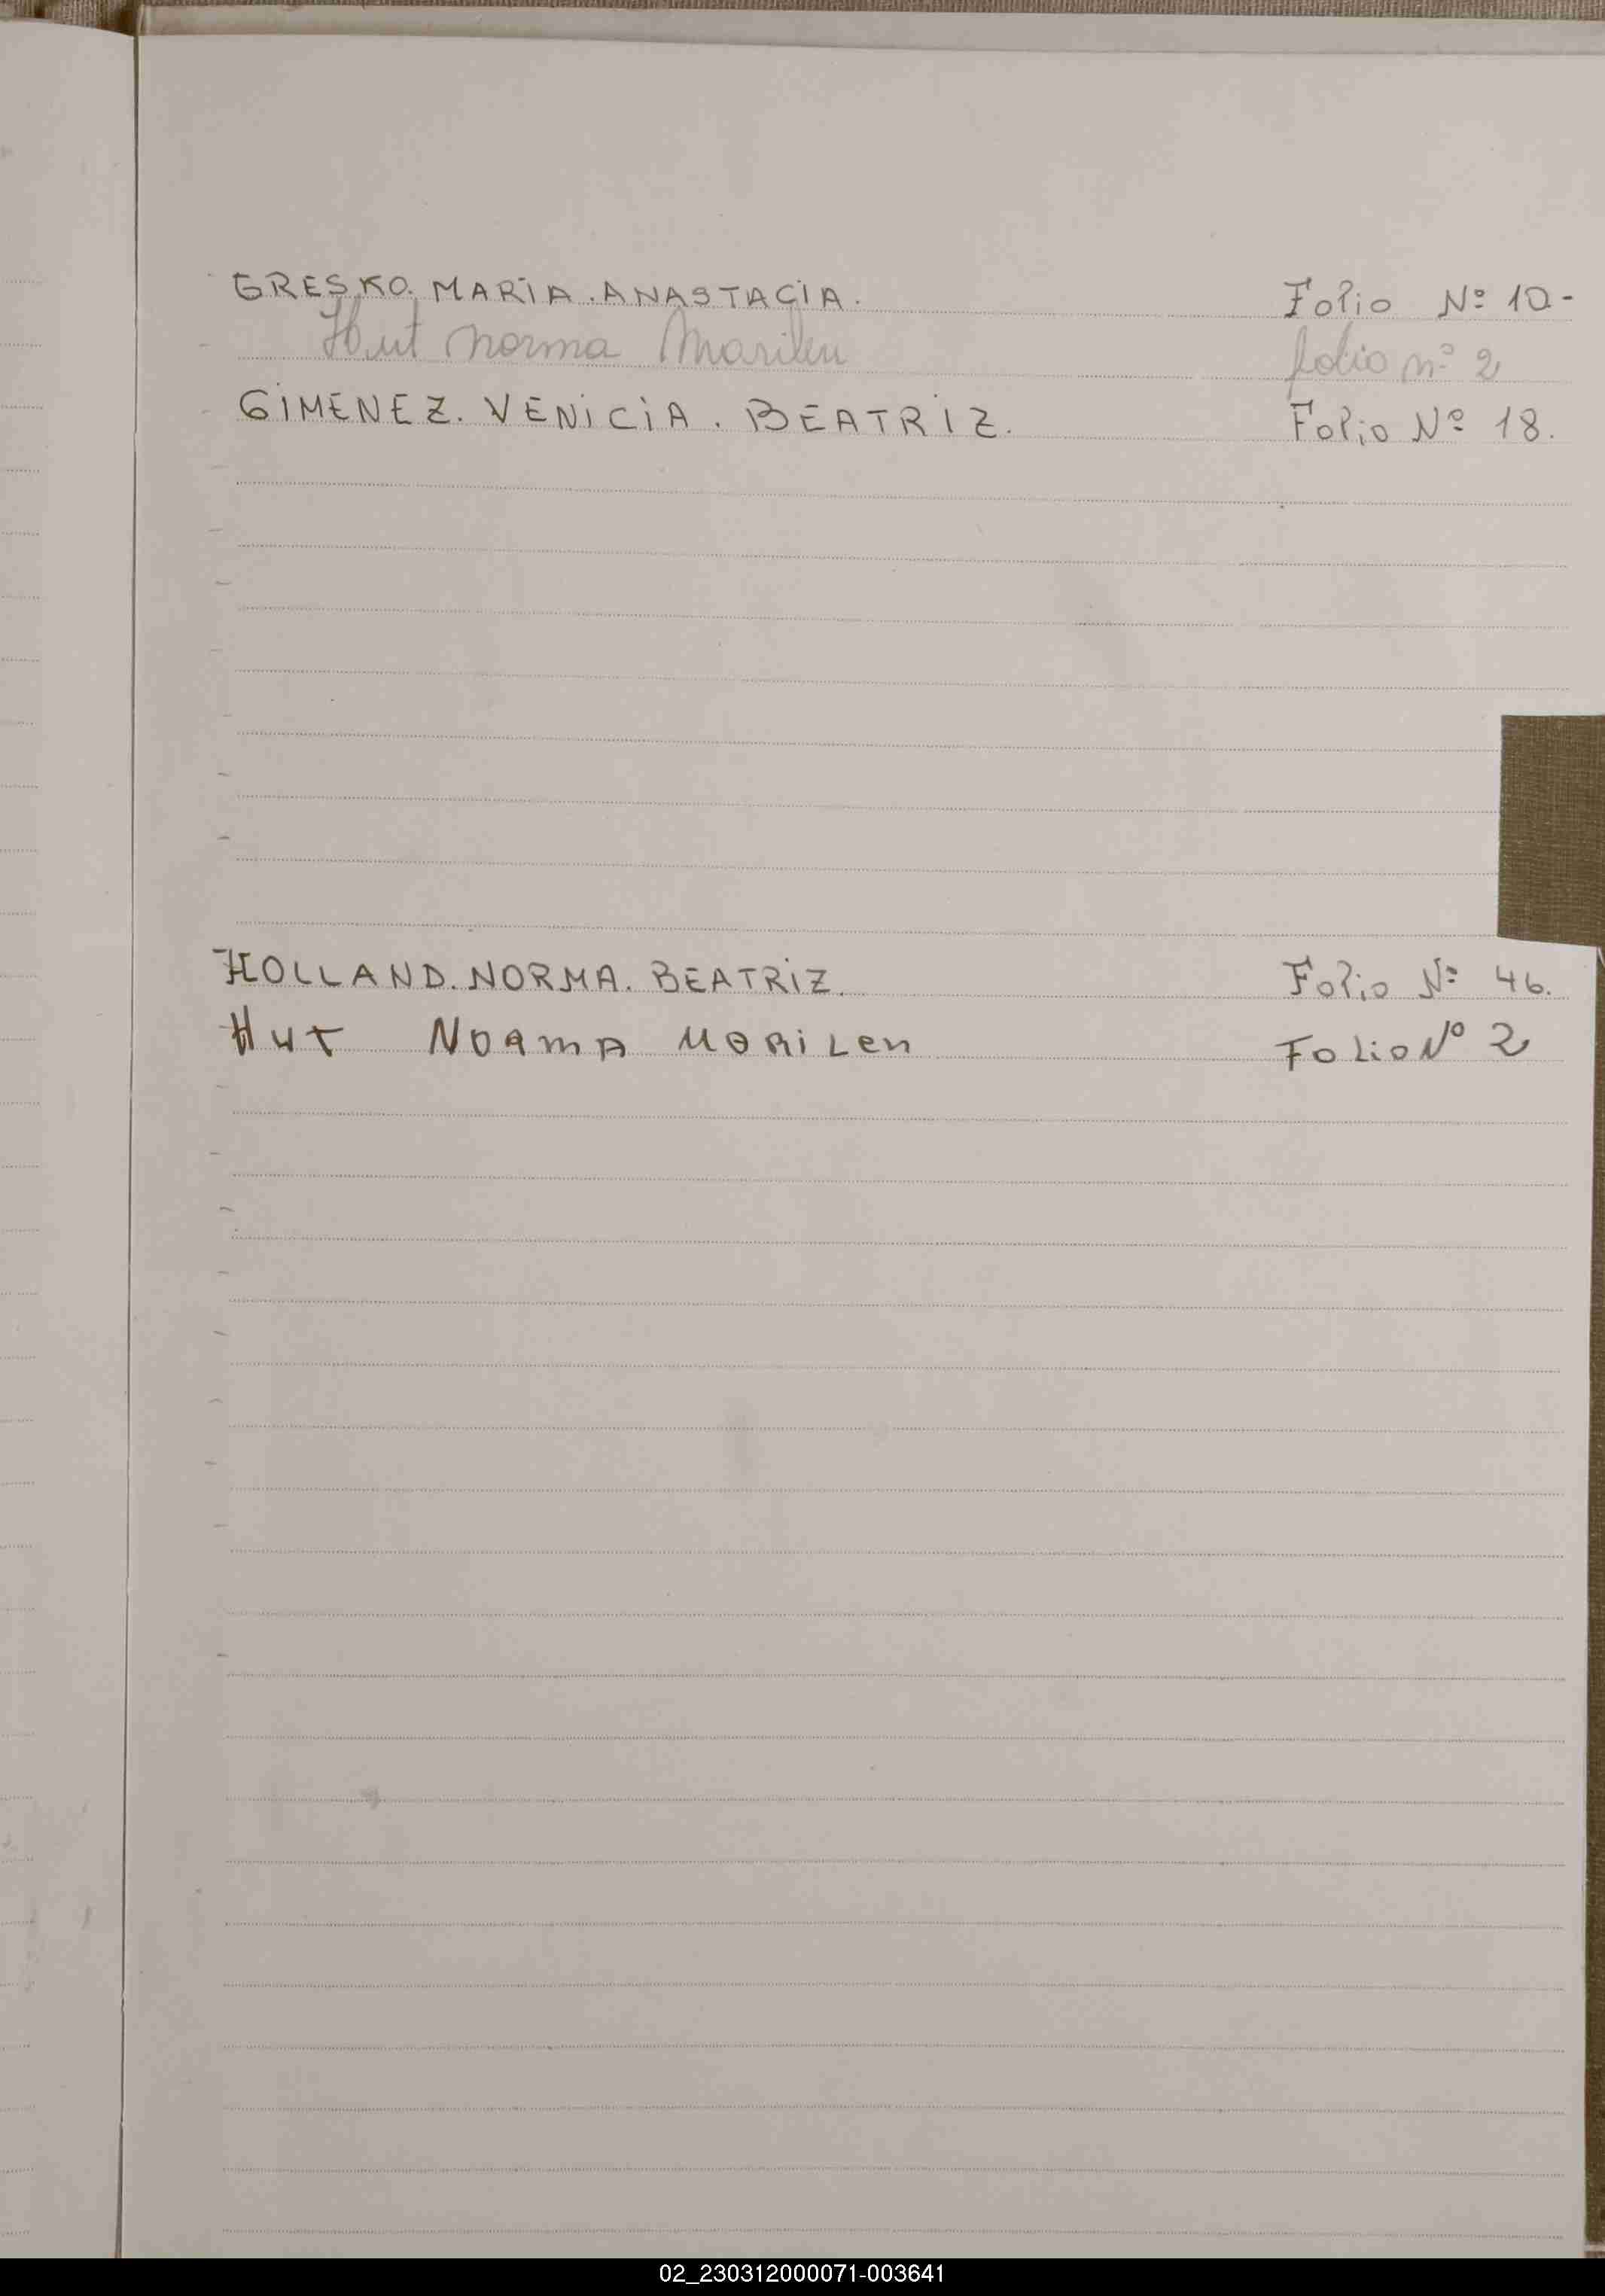 GRESKO. MARIA. ANASTACIA. Folio Nº 10-
Hut Norma Marilen folio nº 2
GIMENEZ. VENICIA. BEATRIZ. Folio Nº 18.
HOLLAND. NORMA. BEATRIZ. Folio Nº 46.
Hut NORMA MARiLen FOLio Nº 2
02_230312000071-003641